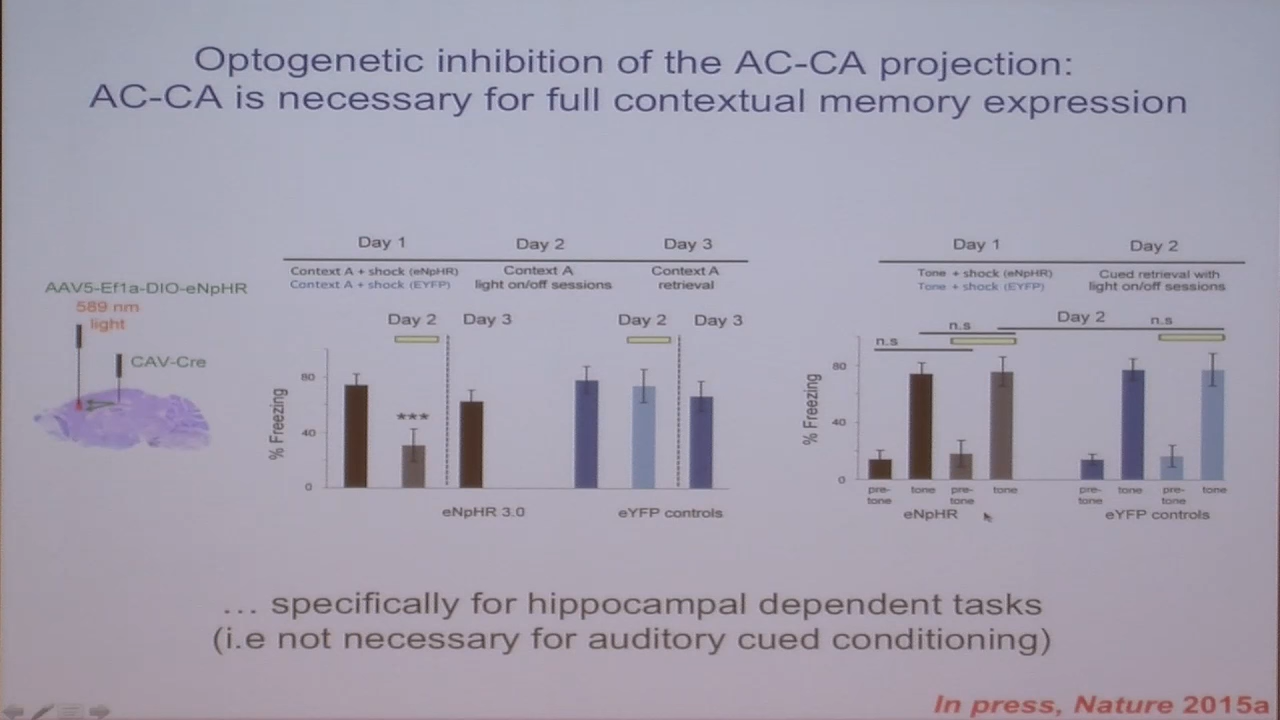 Optogenetic inhibition of the AC-CA projection:
AC-CA is necessary for full contextual memory expression
AAV5-Ef1a-DIO-eNpHR
589 nm
light
CAV-Cre
Day 1
Day 2
Day 3
Context A + shock (eNpHR)
Context A + shock (EYFP)
Context A
light on/off sessions
Context A
retrieval
Day 2
Day 3
Day 2
Day 3
% Freezing
80
40
0
***
eNpHR 3.0
eYFP controls
Day 1
Day 2
Tone + shock (eNpHR)
Tone + shock (EYFP)
Cued retrieval with
light on/off sessions
n.s
n.s
Day 2
n.s
% Freezing
80
40
0
pre-
tone
tone
pre-
tone
tone
pre-
tone
tone
pre-
tone
tone
eNpHR
eYFP controls
... specifically for hippocampal dependent tasks
(i.e not necessary for auditory cued conditioning)
In press, Nature 2015a